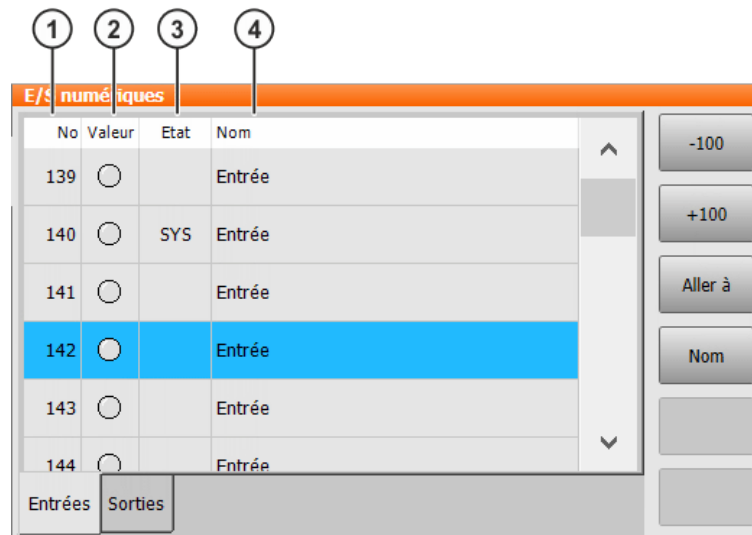 1 2 3 4
E/S numériques
No Valeur Etat Nom
139 Entrée
140 SYS Entrée
141 Entrée
142 Entrée
143 Entrée
144 Entrée
Entrées Sorties
-100
+100
Aller à
Nom